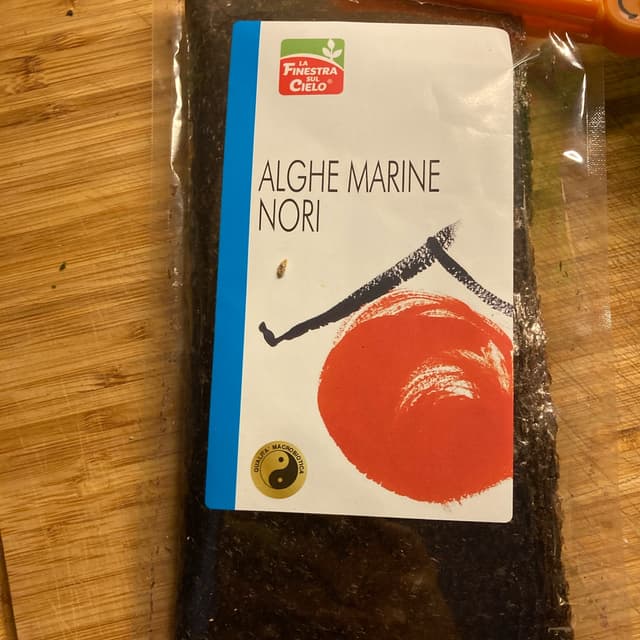 LA
FINESTRA
SUL
CIELO®
ALGHE MARINE
NORI
QUALITÀ MACROBIOTICA